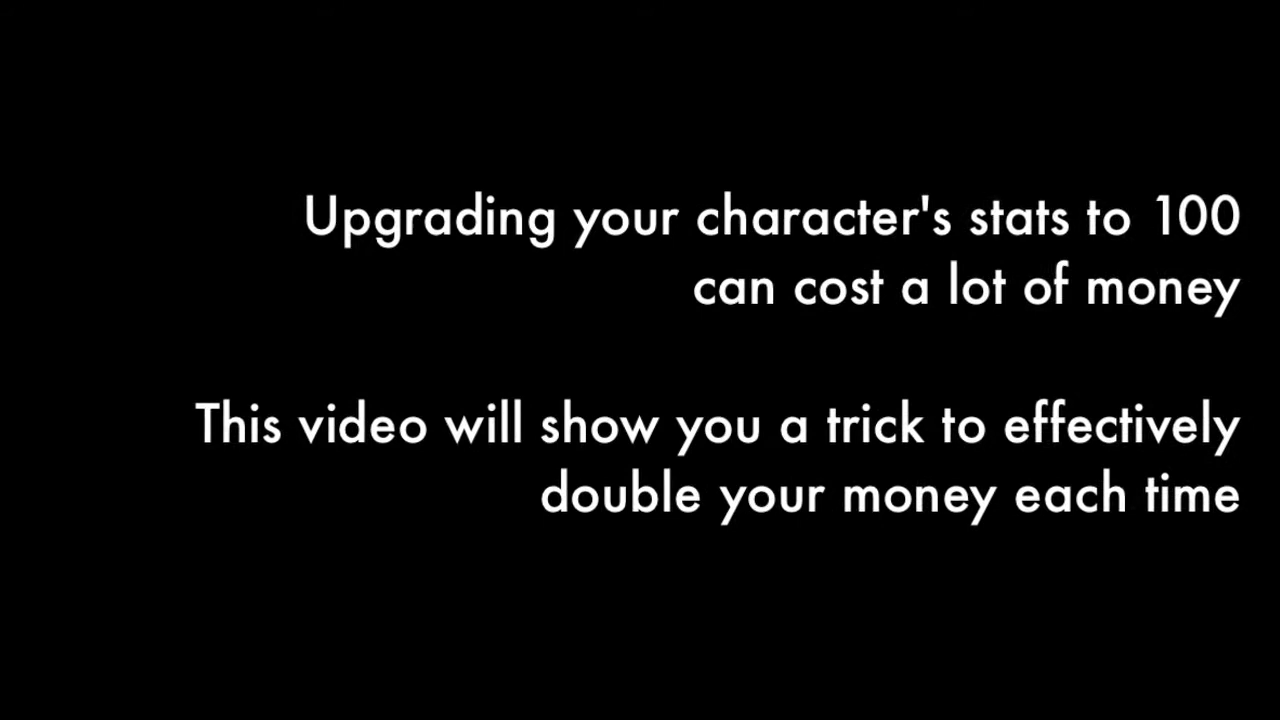 Upgrading your character's stats to 100
can cost a lot of money
This video will show you a trick to effectively
double your money each time